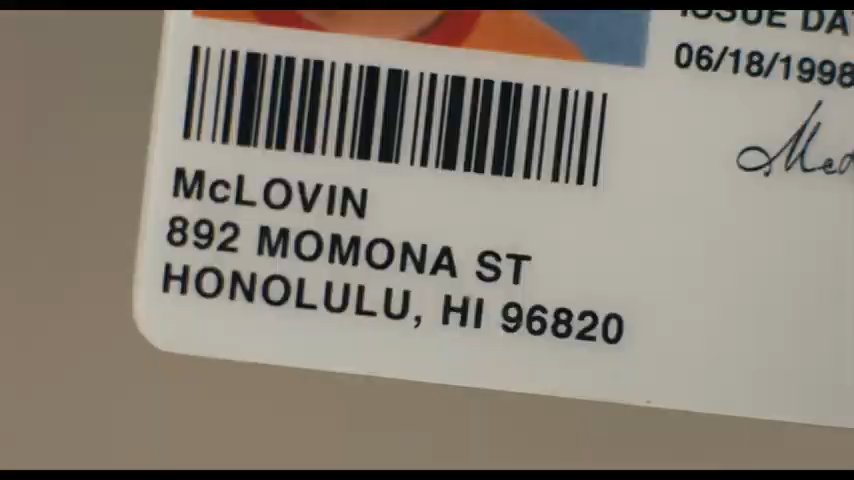 ISSUE DA
06/18/1998
McLOVIN
892 MOMONA ST
HONOLULU, HI 96820